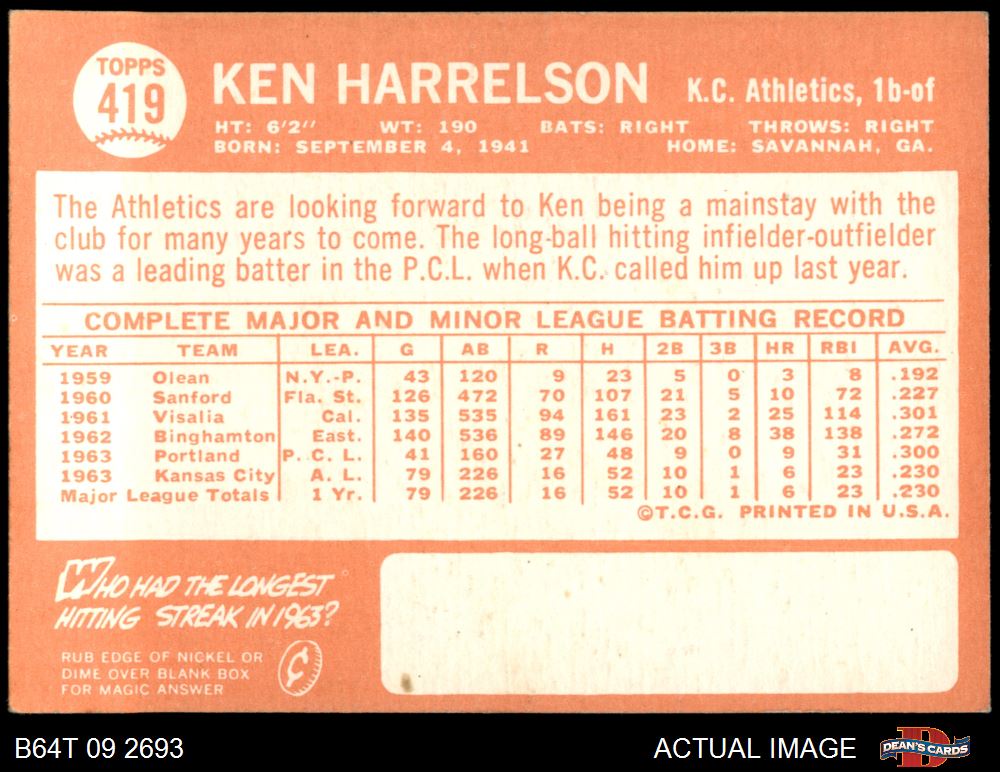 TOPPS
419
KEN HARRELSON K.C. Athletics, 1b-of
HT: 6'2" WT: 190 BATS: RIGHT THROWS: RIGHT
BORN: SEPTEMBER 4, 1941 HOME: SAVANNAH, GA.
The Athletics are looking forward to Ken being a mainstay with the
club for many years to come. The long-ball hitting infielder-outfielder
was a leading batter in the P.C.L. when K.C. called him up last year.
COMPLETE MAJOR AND MINOR LEAGUE BATTING RECORD
YEAR TEAM LEA. G AB R H 2B 3B HR RBI AVG.
1959 Olean N.Y.-P. 43 120 9 23 5 0 3 8 .192
1960 Sanford Fla. St. 126 472 70 107 21 5 10 72 .227
1961 Visalia Cal. 135 535 94 161 23 2 25 114 .301
1962 Binghamton East. 140 536 89 146 20 8 38 138 .272
1963 Portland P. C. L. 41 160 27 48 9 0 9 31 .300
1963 Kansas City A. L. 79 226 16 52 10 1 6 23 .230
Major League Totals 1 Yr. 79 226 16 52 10 1 6 23 .230
©T.C.G. PRINTED IN U.S.A.
WHO HAD THE LONGEST
HITTING STREAK IN 1963?
RUB EDGE OF NICKEL OR
DIME OVER BLANK BOX
FOR MAGIC ANSWER
¢
B64T 09 2693 ACTUAL IMAGE DEAN'S CARDS